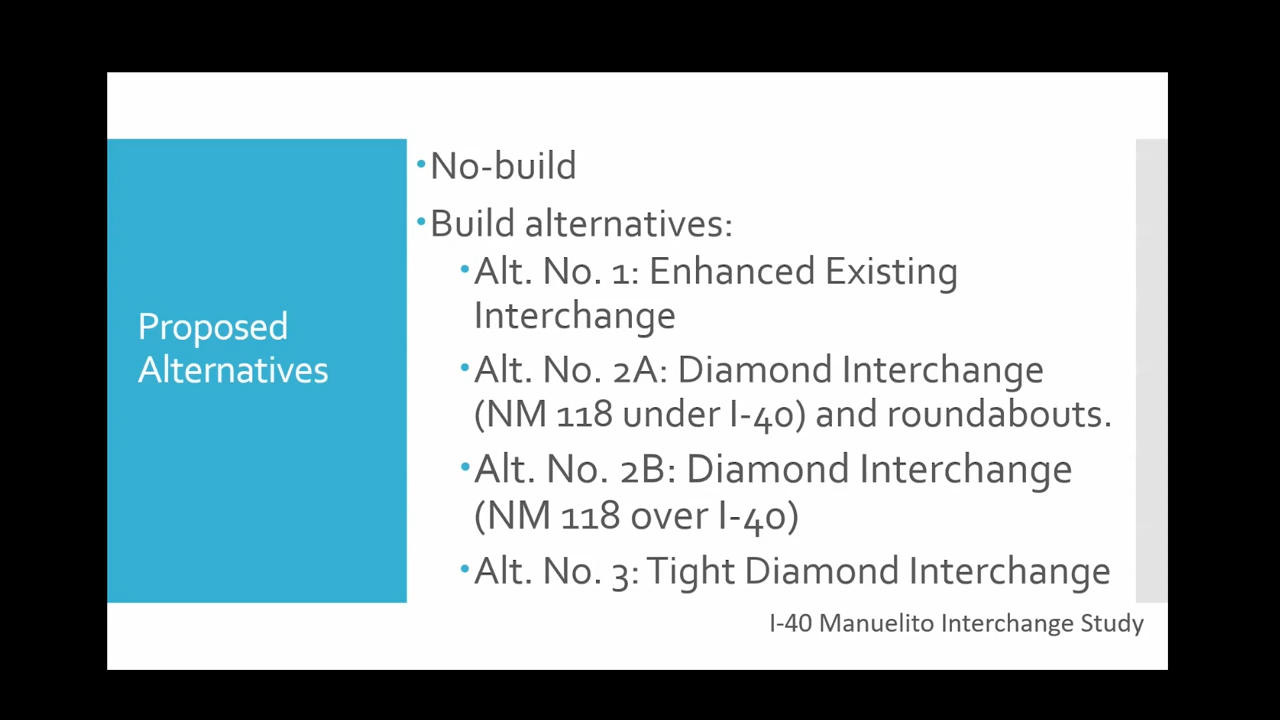 Proposed
Alternatives
•No-build
•Build alternatives:
•Alt. No. 1: Enhanced Existing
Interchange
•Alt. No. 2A: Diamond Interchange
(NM 118 under I-40) and roundabouts.
•Alt. No. 2B: Diamond Interchange
(NM 118 over I-40)
•Alt. No. 3: Tight Diamond Interchange
I-40 Manuelito Interchange Study